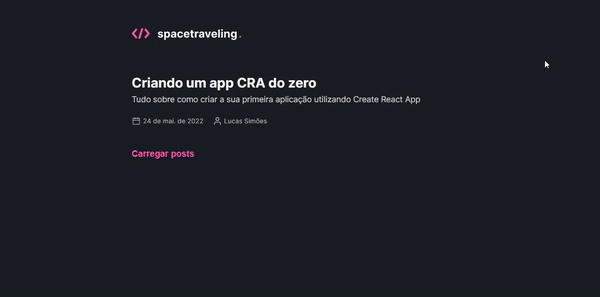 </> spacetraveling.
Criando um app CRA do zero
Tudo sobre como criar a sua primeira aplicação utilizando Create React App
24 de mai. de 2022 Lucas Simões
Carregar posts